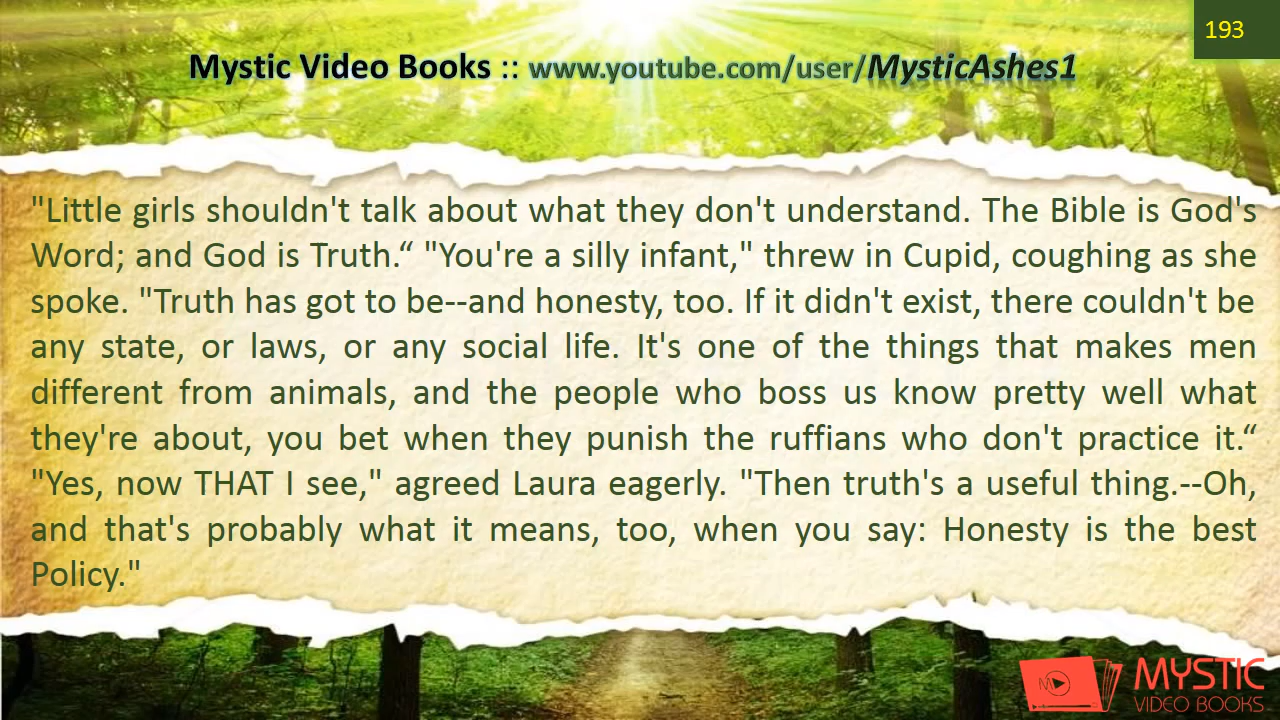 193
Mystic Video Books :: www.youtube.com/user/MysticAshes1
"Little girls shouldn't talk about what they don't understand. The Bible is God's
Word; and God is Truth.“ "You're a silly infant," threw in Cupid, coughing as she
spoke. "Truth has got to be--and honesty, too. If it didn't exist, there couldn't be
any state, or laws, or any social life. It's one of the things that makes men
different from animals, and the people who boss us know pretty well what
they're about, you bet when they punish the ruffians who don't practice it.“
"Yes, now THAT I see," agreed Laura eagerly. "Then truth's a useful thing.--Oh,
and that's probably what it means, too, when you say: Honesty is the best
Policy."
MYSTIC
VIDEO BOOKS